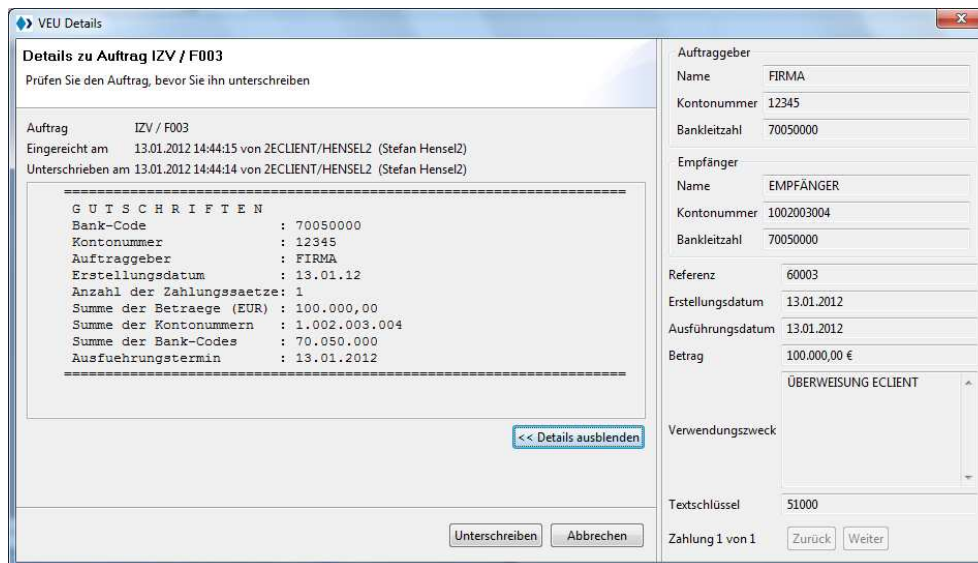 VEU Details
Details zu Auftrag IZV / F003
Prüfen Sie den Auftrag, bevor Sie ihn unterschreiben
Auftrag IZV / F003
Eingereicht am 13.01.2012 14:44:15 von 2ECLIENT/HENSEL2 (Stefan Hensel2)
Unterschrieben am 13.01.2012 14:44:14 von 2ECLIENT/HENSEL2 (Stefan Hensel2)
==================================================================
G U T S C H R I F T E N
Bank-Code : 70050000
Kontonummer : 12345
Auftraggeber : FIRMA
Erstellungsdatum : 13.01.12
Anzahl der Zahlungssaetze: 1
Summe der Betraege (EUR) : 100.000,00
Summe der Kontonummern : 1.002.003.004
Summe der Bank-Codes : 70.050.000
Ausfuehrungstermin : 13.01.2012
==================================================================
<< Details ausblenden
Unterschreiben Abbrechen
Auftraggeber
Name FIRMA
Kontonummer 12345
Bankleitzahl 70050000
Empfänger
Name EMPFÄNGER
Kontonummer 1002003004
Bankleitzahl 70050000
Referenz 60003
Erstellungsdatum 13.01.2012
Ausführungsdatum 13.01.2012
Betrag 100.000,00 €
ÜBERWEISUNG ECLIENT
Verwendungszweck
Textschlüssel 51000
Zahlung 1 von 1 Zurück Weiter